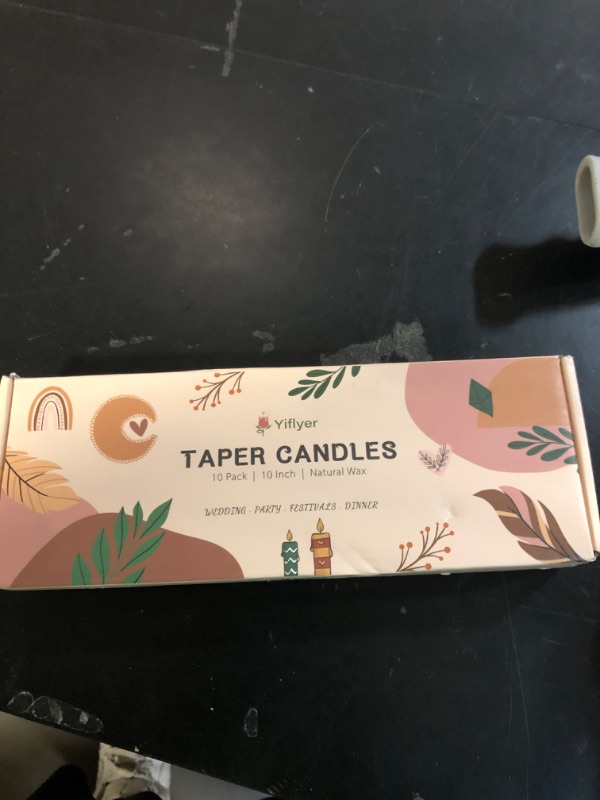 Yiflyer
TAPER CANDLES
10 Pack | 10 Inch | Natural Wax
WEDDING · PARTY · FESTIVALS · DINNER